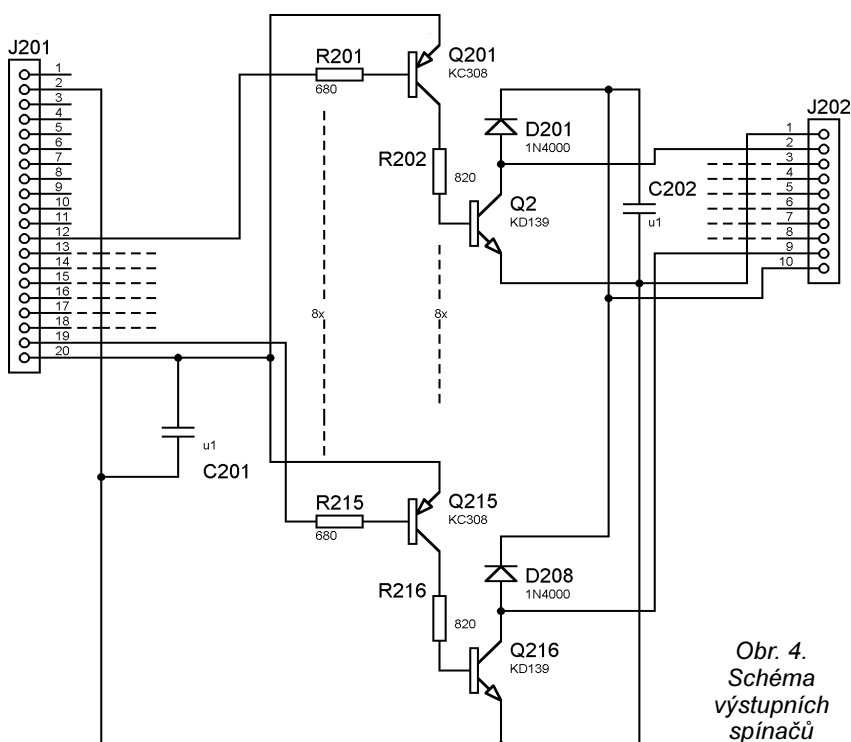 J201
1
2
3
4
5
6
7
8
9
10
11
12
13
14
15
16
17
18
19
20
u1
C201
R201
680
Q201
KC308
R202
820
D201
1N4000
Q2
KD139
C202
u1
J202
1
2
3
4
5
6
7
8
9
10
8x
8x
R215
680
Q215
KC308
R216
820
D208
1N4000
Q216
KD139
Obr. 4.
Schéma
výstupních
spínačů